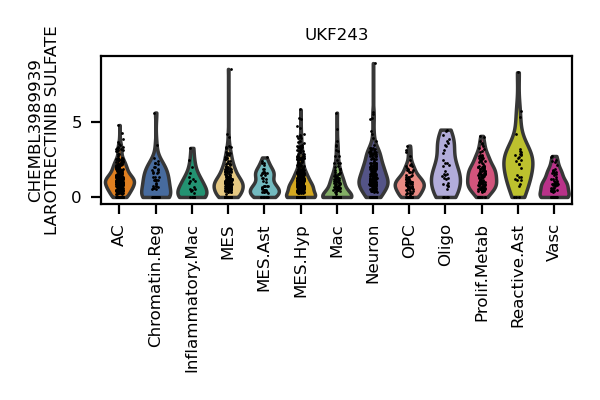 UKF243
CHEMBL3989939
LAROTRECTINIB SULFATE
5
0
AC
Chromatin.Reg
Inflammatory.Mac
MES
MES.Ast
MES.Hyp
Mac
Neuron
OPC
Oligo
Prolif.Metab
Reactive.Ast
Vasc